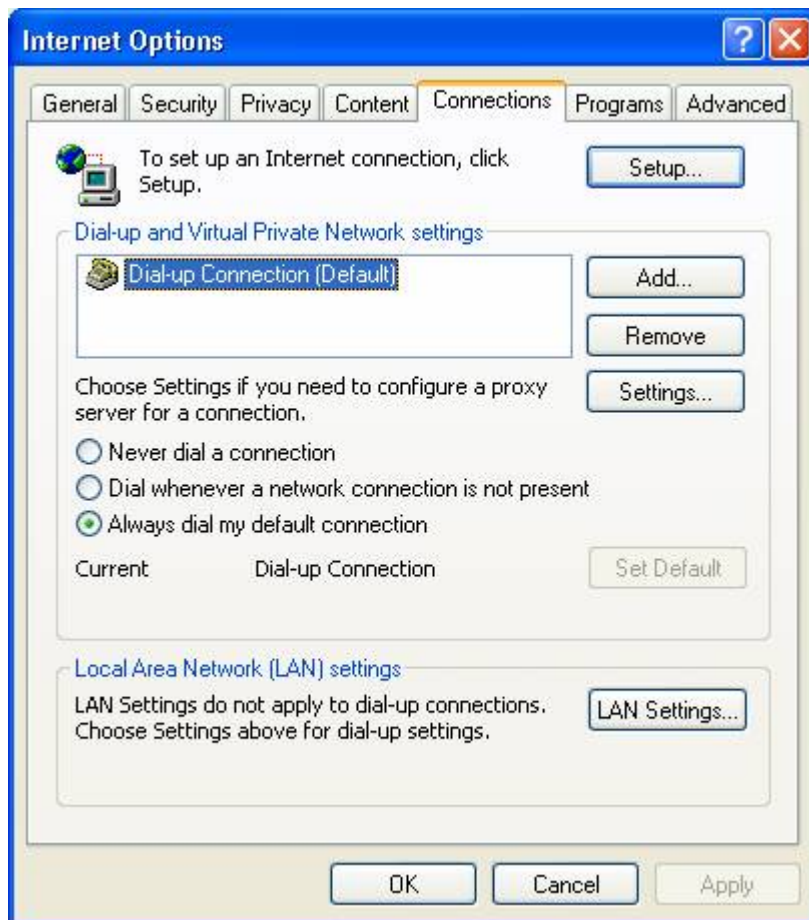 Internet Options
?
General Security Privacy Content Connections Programs Advanced
To set up an Internet connection, click
Setup.
Setup...
Dial-up and Virtual Private Network settings
Dial-up Connection (Default)
Add...
Remove
Choose Settings if you need to configure a proxy
server for a connection.
Settings...
Never dial a connection
Dial whenever a network connection is not present
Always dial my default connection
Current Dial-up Connection Set Default
Local Area Network (LAN) settings
LAN Settings do not apply to dial-up connections.
Choose Settings above for dial-up settings.
LAN Settings...
OK Cancel Apply